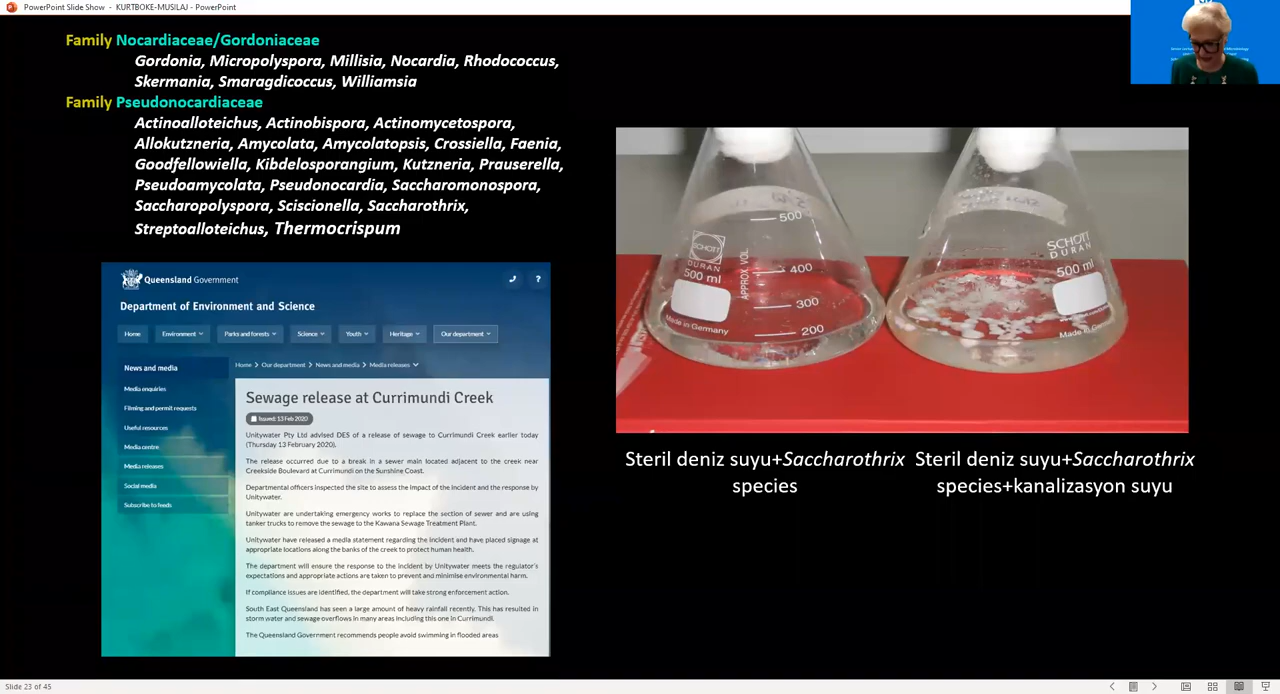 PowerPoint Slide Show - KURTBOKE-MUSILAJ - PowerPoint
Family Nocardiaceae/Gordoniaceae
Gordonia, Micropolyspora, Millisia, Nocardia, Rhodococcus,
Skermania, Smaragdicoccus, Williamsia
Family Pseudonocardiaceae
Actinoalloteichus, Actinobispora, Actinomycetospora,
Allokutzneria, Amycolata, Amycolatopsis, Crossiella, Faenia,
Goodfellowiella, Kibdelosporangium, Kutzneria, Prauserella,
Pseudoamycolata, Pseudonocardia, Saccharomonospora,
Saccharopolyspora, Sciscionella, Saccharothrix,
Streptoalloteichus, Thermocrispum
Queensland Government
?
Department of Environment and Science
Home
Environment
Parks and forests
Science
Youth
Heritage
Our department
News and media
Media enquiries
Filming and permit requests
Useful resources
Media centre
Media releases
Social media
Subscribe to feeds
Home > Our department > News and media > Media releases
Sewage release at Currimundi Creek
Issued: 13 Feb 2020
Unitywater Pty Ltd advised DES of a release of sewage to Currimundi Creek earlier today
(Thursday 13 February 2020).
The release occurred due to a break in a sewer main located adjacent to the creek near
Creekside Boulevard at Currimundi on the Sunshine Coast.
Departmental officers inspected the site to assess the impact of the incident and the response by
Unitywater.
Unitywater are undertaking emergency works to replace the section of sewer and are using
tanker trucks to remove the sewage to the Kawana Sewage Treatment Plant.
Unitywater have released a media statement regarding the incident and have placed signage at
appropriate locations along the banks of the creek to protect human health.
The department will ensure the response to the incident by Unitywater meets the regulator's
expectations and appropriate actions are taken to prevent and minimise environmental harm.
If compliance issues are identified, the department will take strong enforcement action.
South East Queensland has seen a large amount of heavy rainfall recently. This has resulted in
storm water and sewage overflows in many areas including this one in Currimundi.
The Queensland Government recommends people avoid swimming in flooded areas
500
SCHOTT
DURAN
500 ml
APPROX. VOL.
400
300
200
Made in Germany
SCHOTT
DURAN
500 ml
Made in
Steril deniz suyu+Saccharothrix
species
Steril deniz suyu+Saccharothrix
species+kanalizasyon suyu
Slide 23 of 45